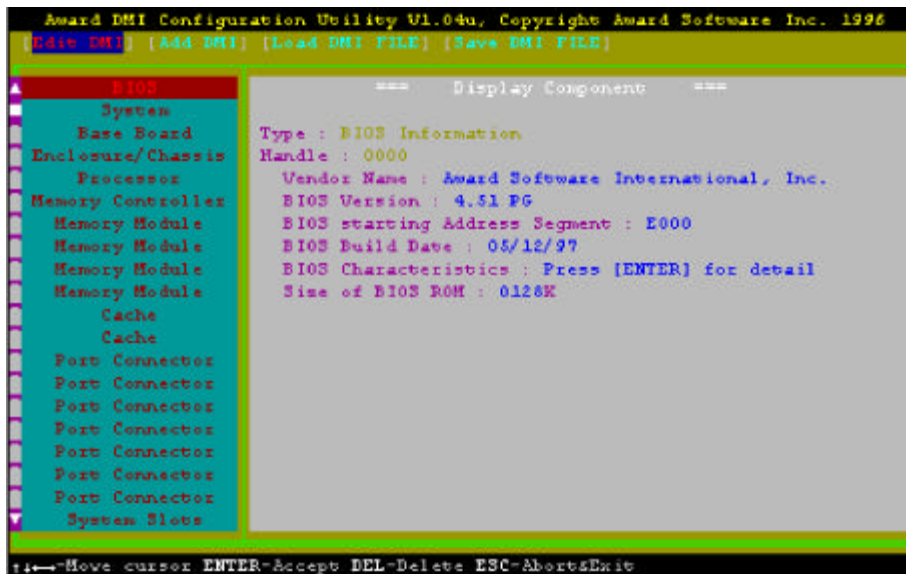 Award DMI Configuration Utility V1.04u, Copyright Award Software Inc. 1996
[Edit DMI] [Add DMI] [Load DMI FILE] [Save DMI FILE]
BIOS
System
Base Board
Enclosure/Chassis
Processor
Memory Controller
Memory Module
Memory Module
Memory Module
Memory Module
Cache
Cache
Port Connector
Port Connector
Port Connector
Port Connector
Port Connector
Port Connector
Port Connector
System Slots
=== Display Component ===
Type : BIOS Information
Handle : 0000
Vendor Name : Award Software International, Inc.
BIOS Version : 4.51 PG
BIOS starting Address Segment : E000
BIOS Build Date : 05/12/97
BIOS Characteristics : Press [ENTER] for detail
Size of BIOS ROM : 0128K
↑↓←→-Move cursor ENTER-Accept DEL-Delete ESC-Abort&Exit